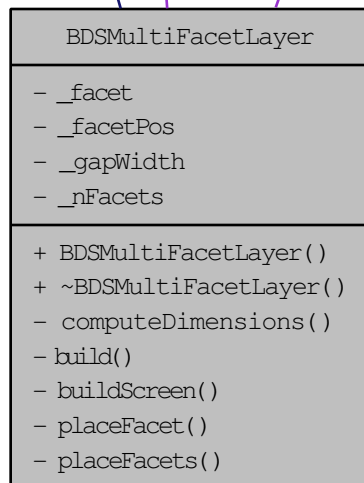 BDSMultiFacetLayer
- _facet
- _facetPos
- _gapWidth
- _nFacets
+ BDSMultiFacetLayer()
+ ~BDSMultiFacetLayer()
- computeDimensions()
- build()
- buildScreen()
- placeFacet()
- placeFacets()